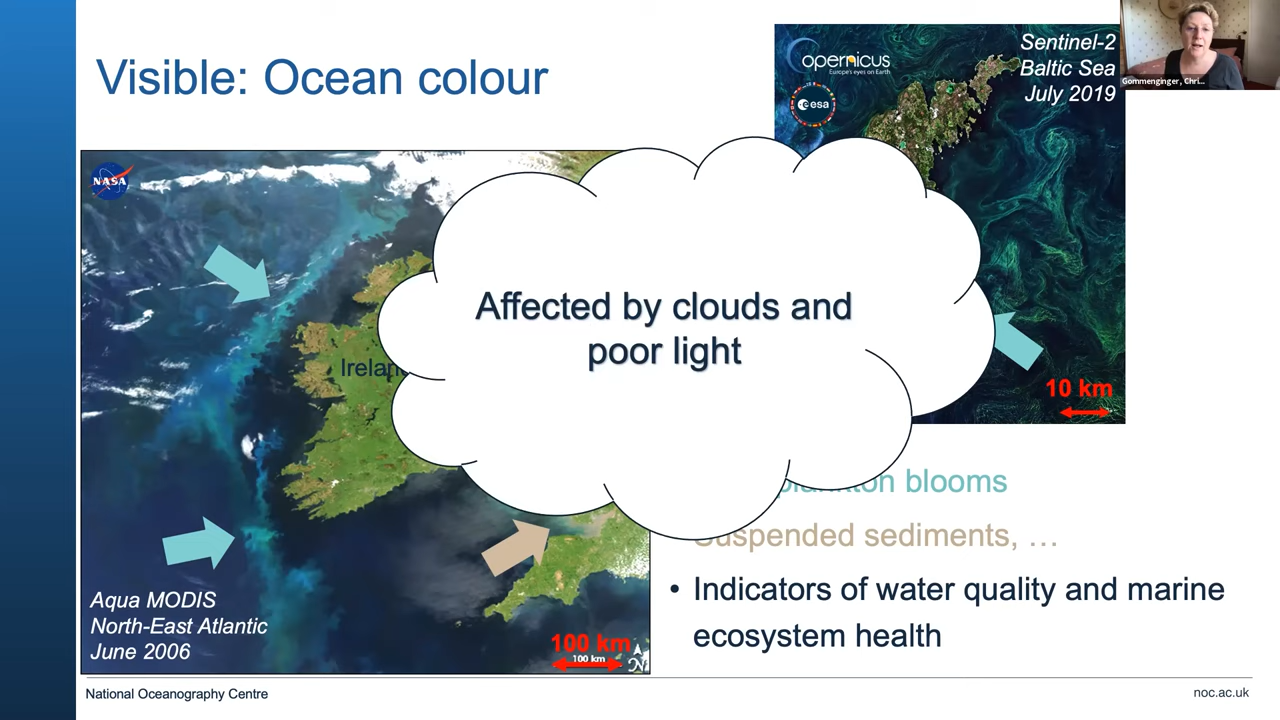 Visible: Ocean colour
Sentinel-2
Baltic Sea
July 2019
Gommenginger, Chri...
opernicus
Europe's eyes on Earth
esa
NASA
Affected by clouds and
poor light
10 km
blooms
Suspended sediments, …
• Indicators of water quality and marine
ecosystem health
Aqua MODIS
North-East Atlantic
June 2006
100 km
100 km
N
National Oceanography Centre
noc.ac.uk